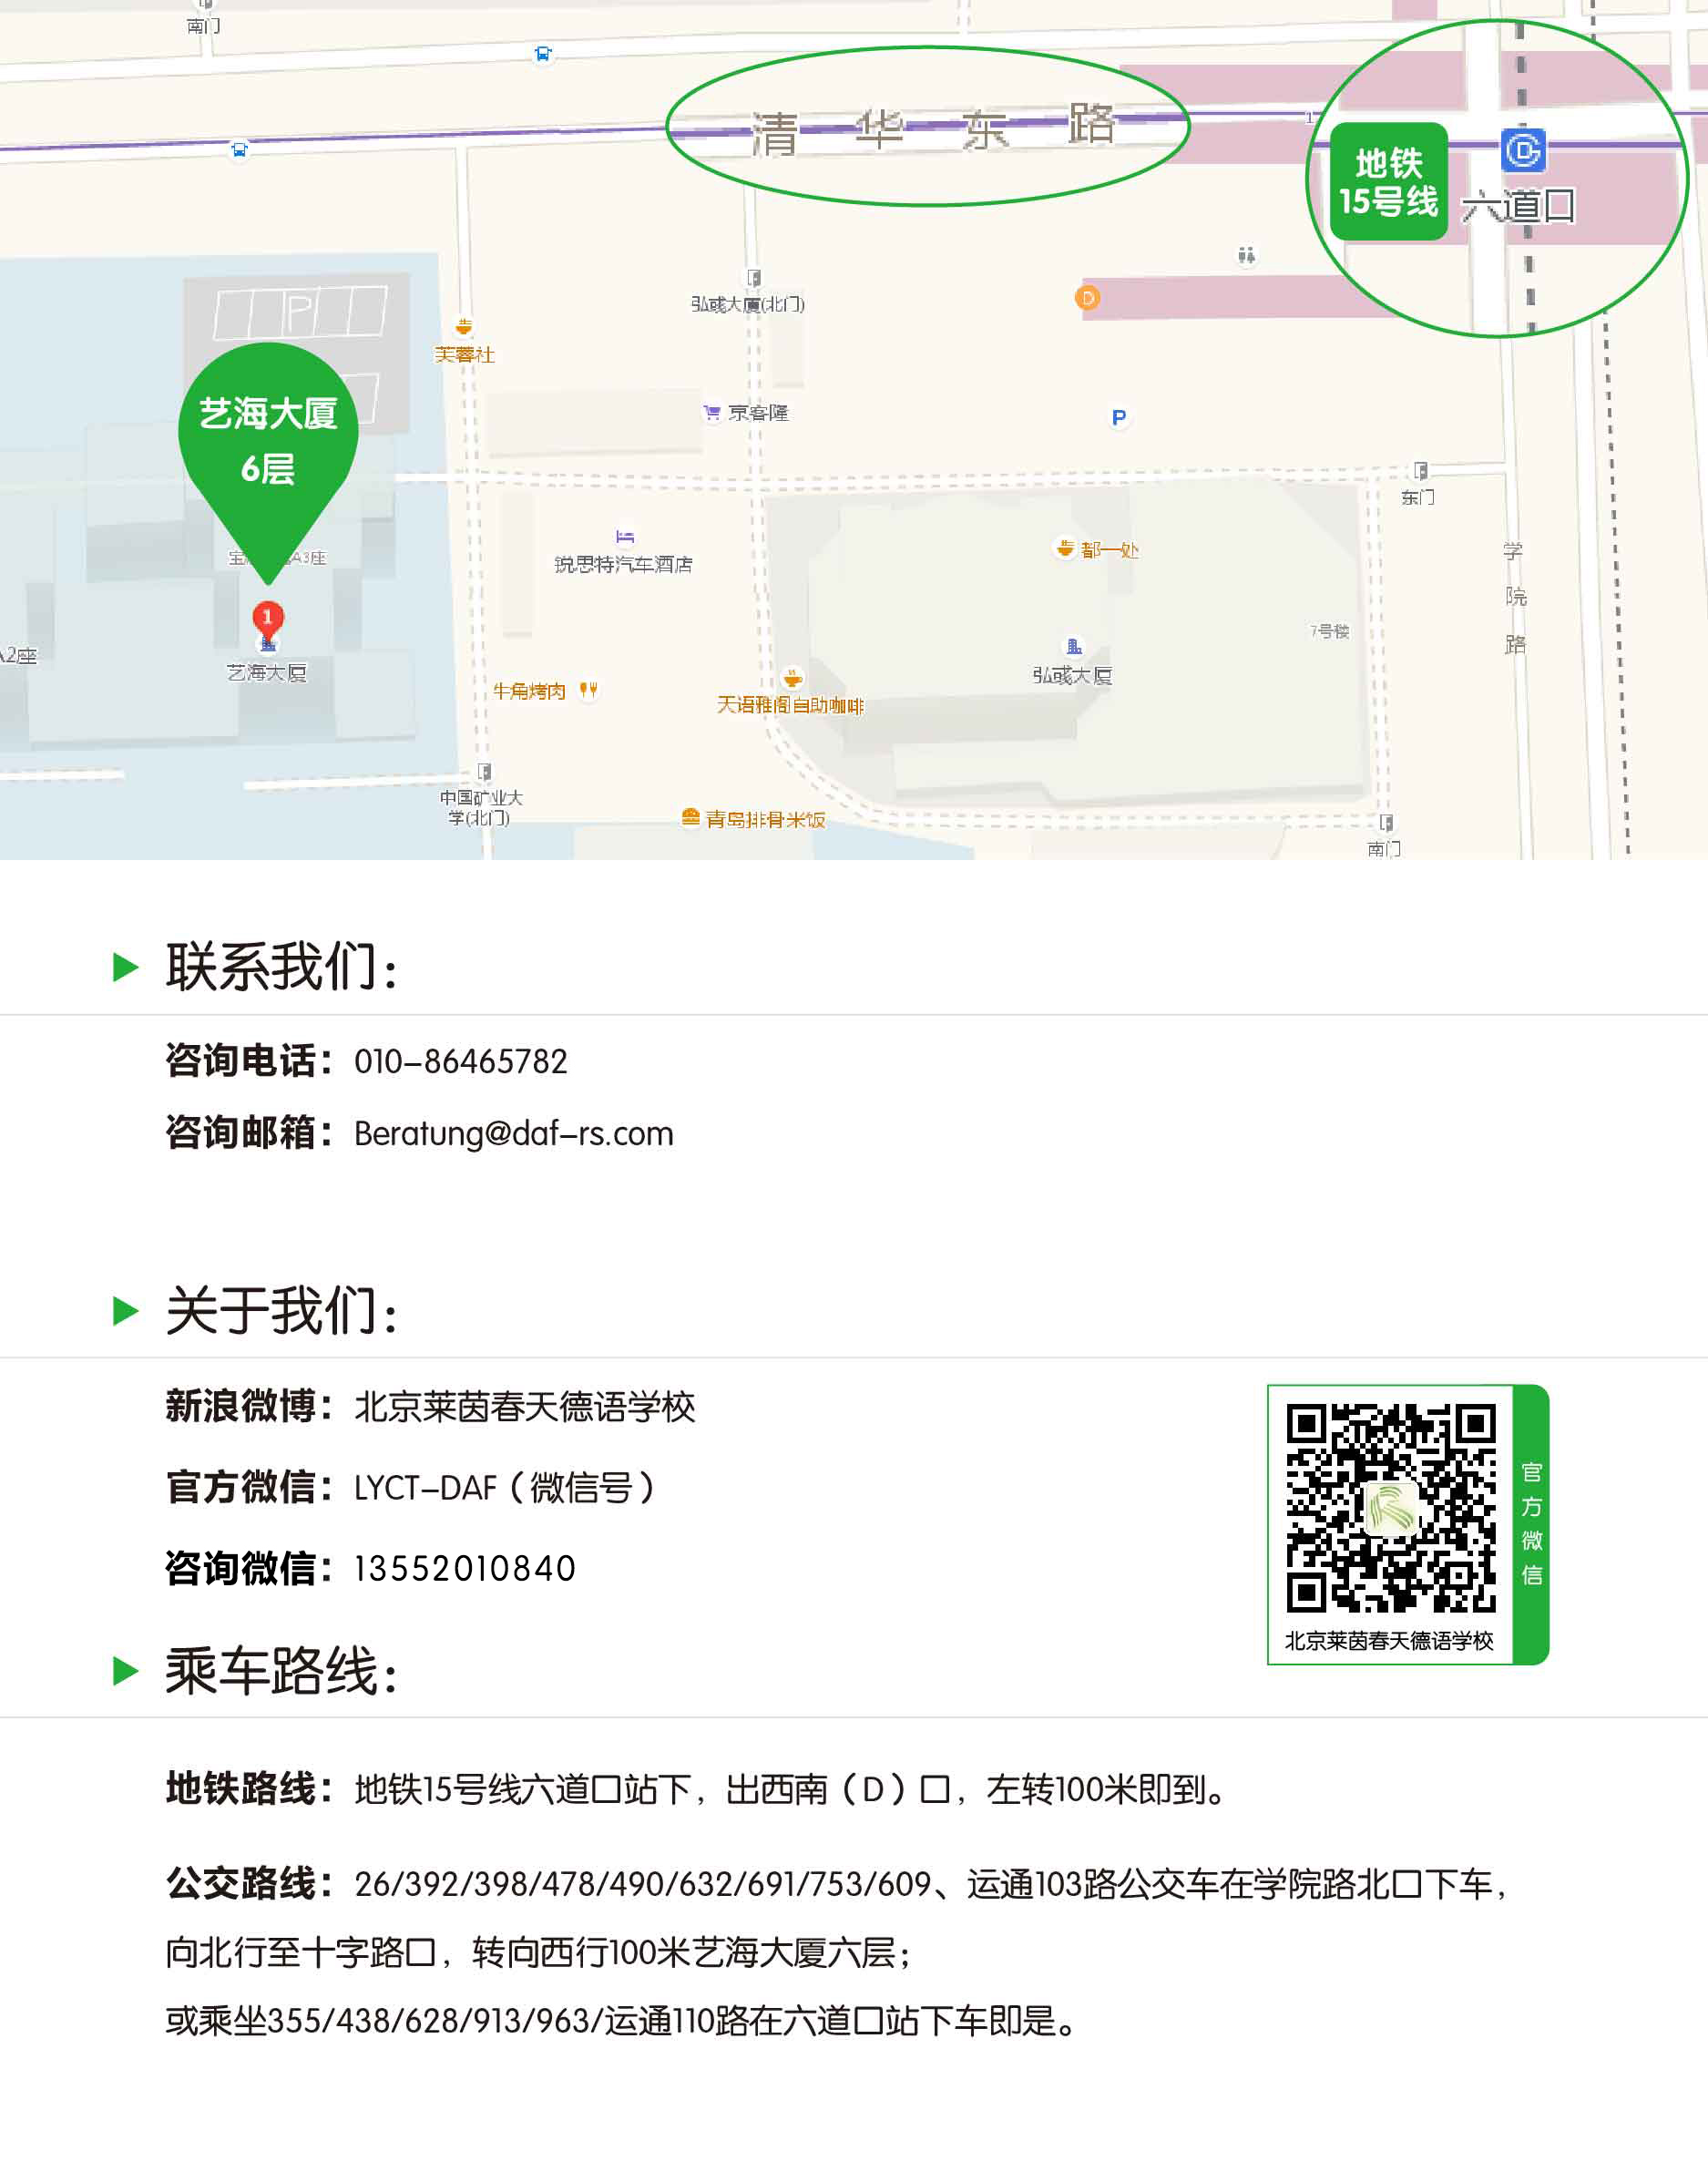 南门
清华东路
1
地铁
15号线
六道口
P
弘彧大厦(北门)
D
芙蓉社
艺海大厦
6层
京客隆
P
东门
A3座
锐思特汽车酒店
都一处
学院路
1
7号楼
A2座
艺海大厦
弘彧大厦
牛角烤肉
天语雅阁自助咖啡
中国矿业大
学(北门)
青岛排骨米饭
南门
联系我们：
咨询电话：010-86465782
咨询邮箱：Beratung@daf-rs.com
关于我们：
新浪微博：北京莱茵春天德语学校
官方微信：LYCT-DAF（微信号）
咨询微信：13552010840
官方微信
北京莱茵春天德语学校
乘车路线：
地铁路线：地铁15号线六道口站下，出西南（D）口，左转100米即到。
公交路线：26/392/398/478/490/632/691/753/609、运通103路公交车在学院路北口下车，
向北行至十字路口，转向西行100米艺海大厦六层；
或乘坐355/438/628/913/963/运通110路在六道口站下车即是。